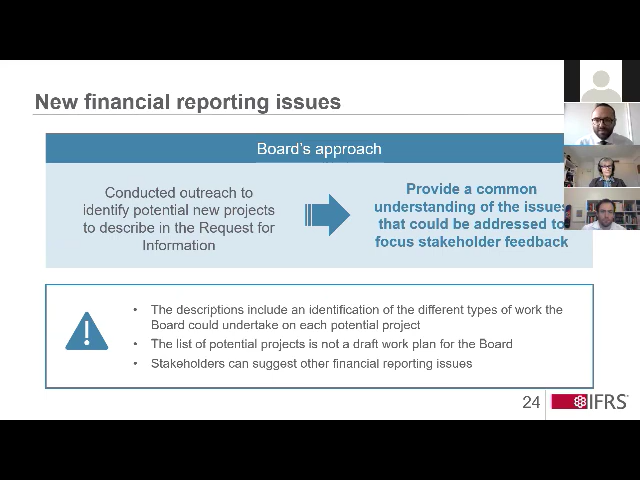 New financial reporting issues
Board's approach
Conducted outreach to
identify potential new projects
to describe in the Request for
Information
Provide a common
understanding of the issues
that could be addressed to
focus stakeholder feedback
• The descriptions include an identification of the different types of work the
Board could undertake on each potential project
• The list of potential projects is not a draft work plan for the Board
• Stakeholders can suggest other financial reporting issues
24
IFRS®